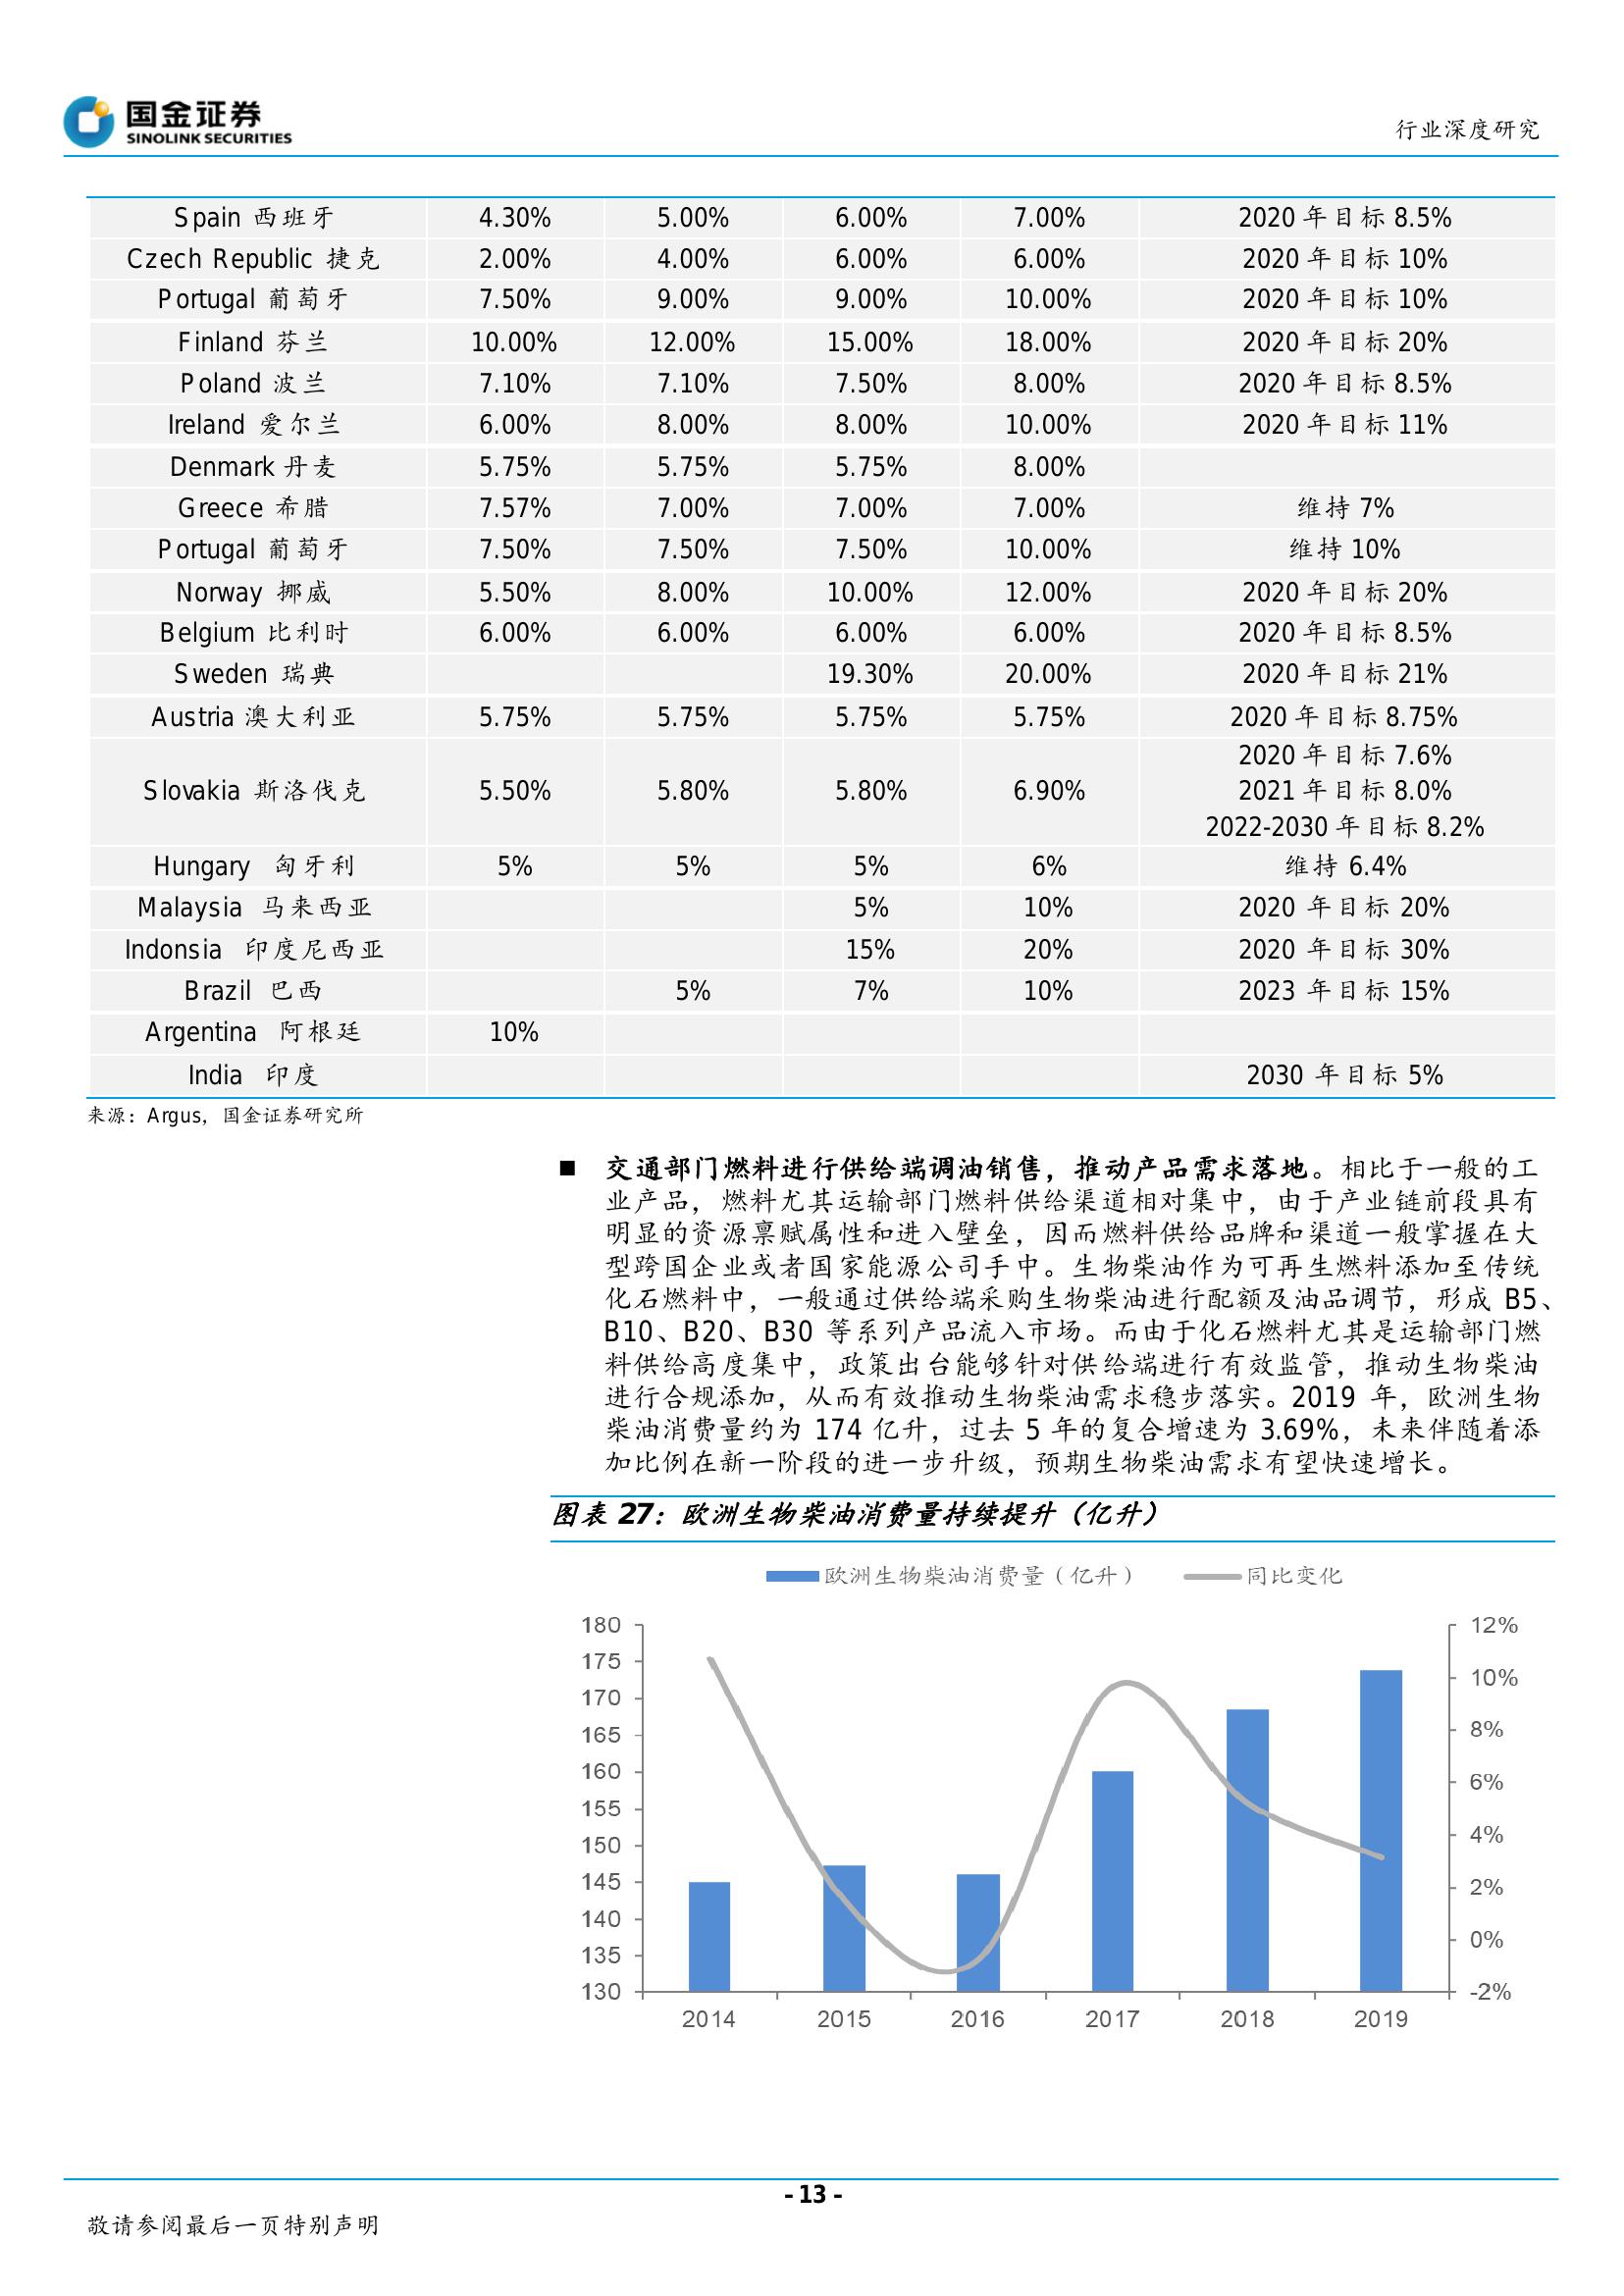 国金证券
SINOLINK SECURITIES
行业深度研究
Spain 西班牙 4.30% 5.00% 6.00% 7.00% 2020 年目标 8.5%
Czech Republic 捷克 2.00% 4.00% 6.00% 6.00% 2020 年目标 10%
Portugal 葡萄牙 7.50% 9.00% 9.00% 10.00% 2020 年目标 10%
Finland 芬兰 10.00% 12.00% 15.00% 18.00% 2020 年目标 20%
Poland 波兰 7.10% 7.10% 7.50% 8.00% 2020 年目标 8.5%
Ireland 爱尔兰 6.00% 8.00% 8.00% 10.00% 2020 年目标 11%
Denmark 丹麦 5.75% 5.75% 5.75% 8.00%
Greece 希腊 7.57% 7.00% 7.00% 7.00% 维持 7%
Portugal 葡萄牙 7.50% 7.50% 7.50% 10.00% 维持 10%
Norway 挪威 5.50% 8.00% 10.00% 12.00% 2020 年目标 20%
Belgium 比利时 6.00% 6.00% 6.00% 6.00% 2020 年目标 8.5%
Sweden 瑞典 19.30% 20.00% 2020 年目标 21%
Austria 澳大利亚 5.75% 5.75% 5.75% 5.75% 2020 年目标 8.75%
2020 年目标 7.6%
Slovakia 斯洛伐克 5.50% 5.80% 5.80% 6.90% 2021 年目标 8.0%
2022-2030 年目标 8.2%
Hungary 匈牙利 5% 5% 5% 6% 维持 6.4%
Malaysia 马来西亚 5% 10% 2020 年目标 20%
Indonsia 印度尼西亚 15% 20% 2020 年目标 30%
Brazil 巴西 5% 7% 10% 2023 年目标 15%
Argentina 阿根廷 10%
India 印度 2030 年目标 5%
来源：Argus，国金证券研究所
■ 交通部门燃料进行供给端调油销售，推动产品需求落地。相比于一般的工
业产品，燃料尤其运输部门燃料供给渠道相对集中，由于产业链前段具有
明显的资源禀赋属性和进入壁垒，因而燃料供给品牌和渠道一般掌握在大
型跨国企业或者国家能源公司手中。生物柴油作为可再生燃料添加至传统
化石燃料中，一般通过供给端采购生物柴油进行配额及油品调节，形成 B5、
B10、B20、B30 等系列产品流入市场。而由于化石燃料尤其是运输部门燃
料供给高度集中，政策出台能够针对供给端进行有效监管，推动生物柴油
进行合规添加，从而有效推动生物柴油需求稳步落实。2019 年，欧洲生物
柴油消费量约为 174 亿升，过去 5 年的复合增速为 3.69%，未来伴随着添
加比例在新一阶段的进一步升级，预期生物柴油需求有望快速增长。
图表 27：欧洲生物柴油消费量持续提升（亿升）
欧洲生物柴油消费量（亿升） 同比变化
180 12%
175
170 10%
165 8%
160 6%
155
150 4%
145 2%
140 0%
135
130 -2%
2014 2015 2016 2017 2018 2019
- 13 -
敬请参阅最后一页特别声明